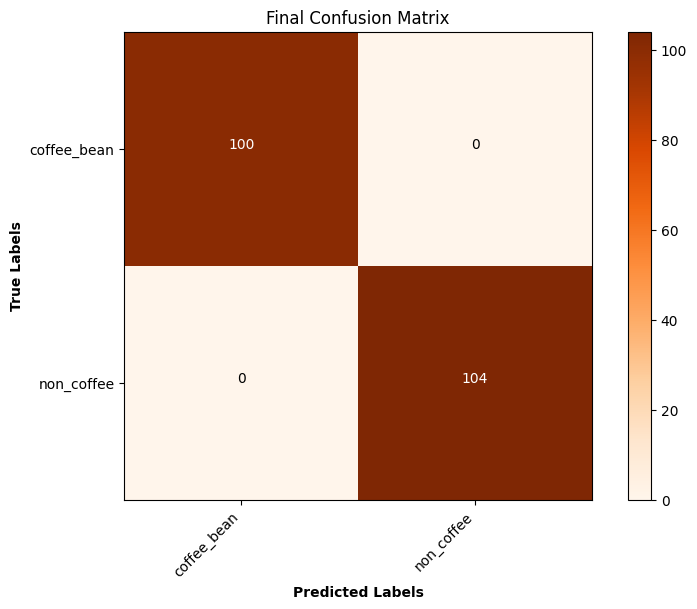 Final Confusion Matrix
True Labels
coffee_bean
non_coffee
100
0
0
104
coffee_bean
non_coffee
Predicted Labels
100
80
60
40
20
0